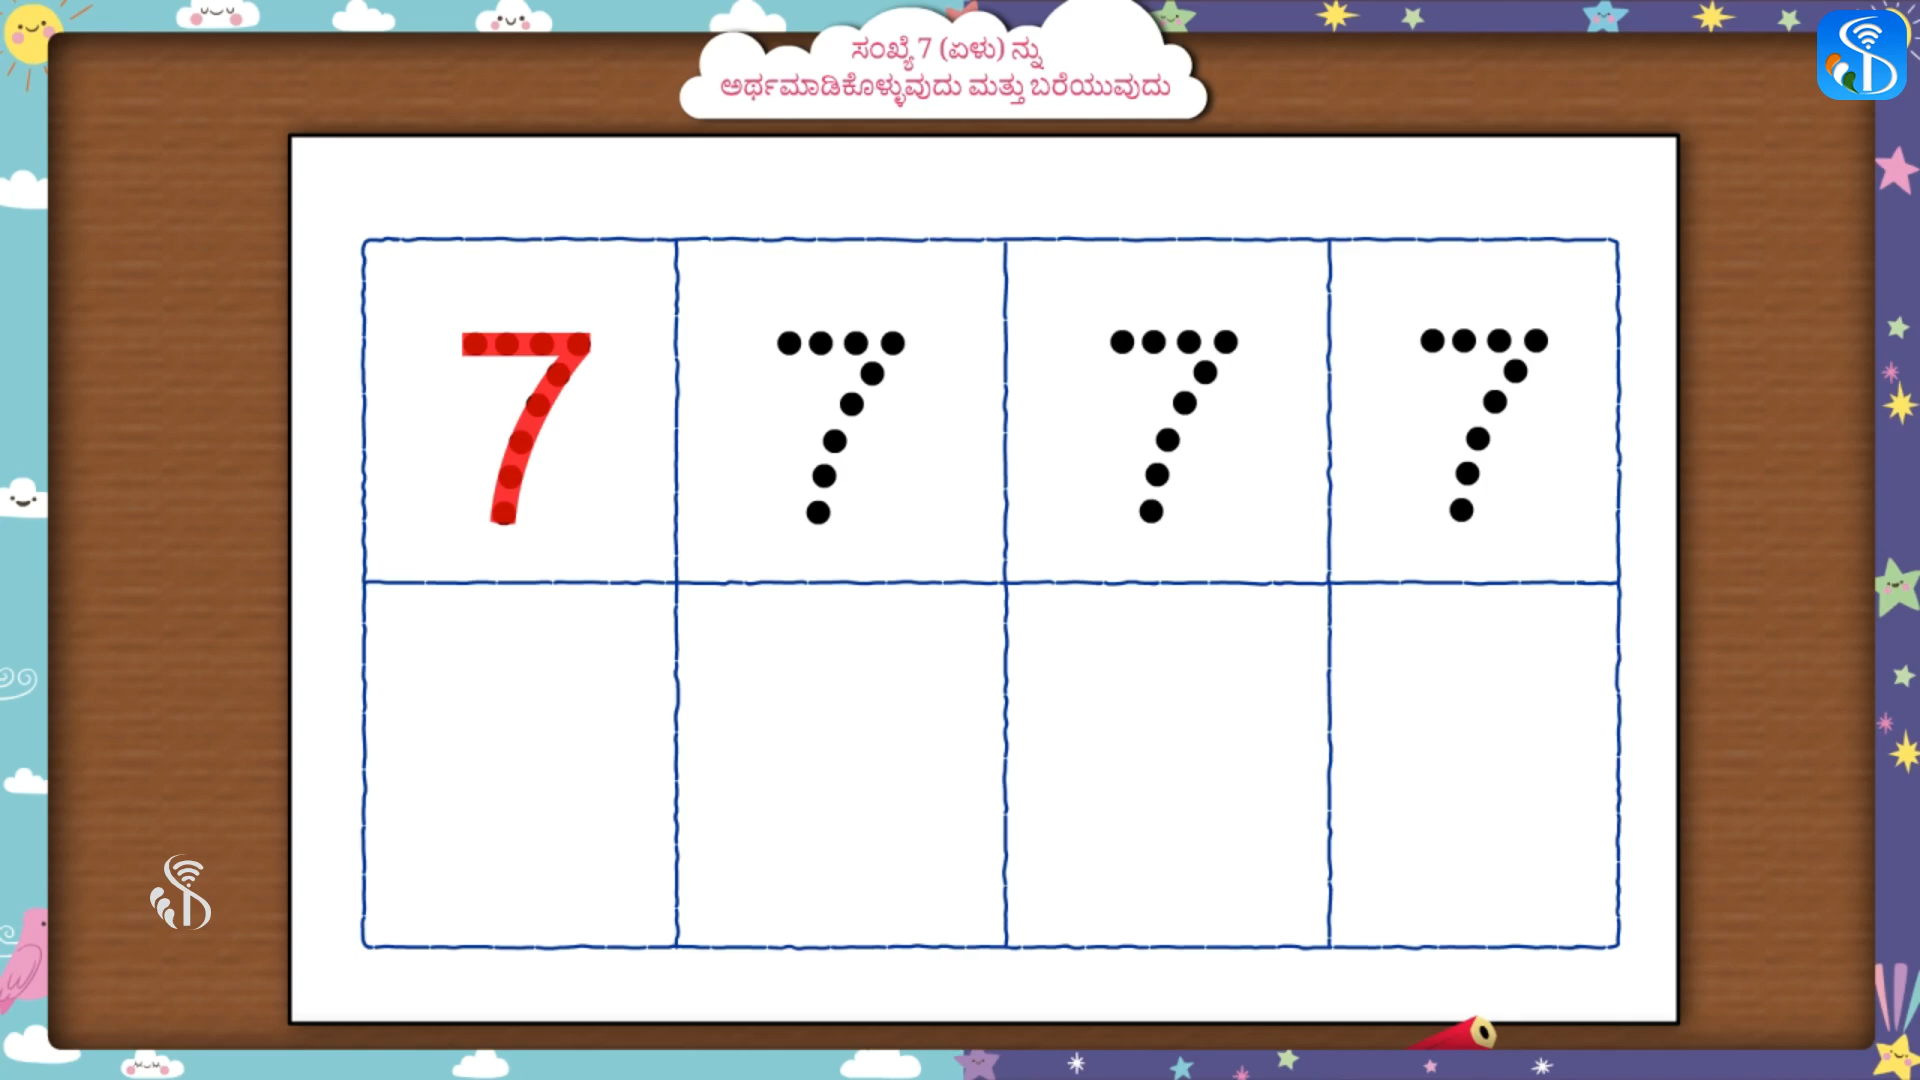 ಸಂಖ್ಯೆ 7 (ಏಳು) ನ್ನು
ಅರ್ಥಮಾಡಿಕೊಳ್ಳುವುದು ಮತ್ತು ಬರೆಯುವುದು
7 7 7 7